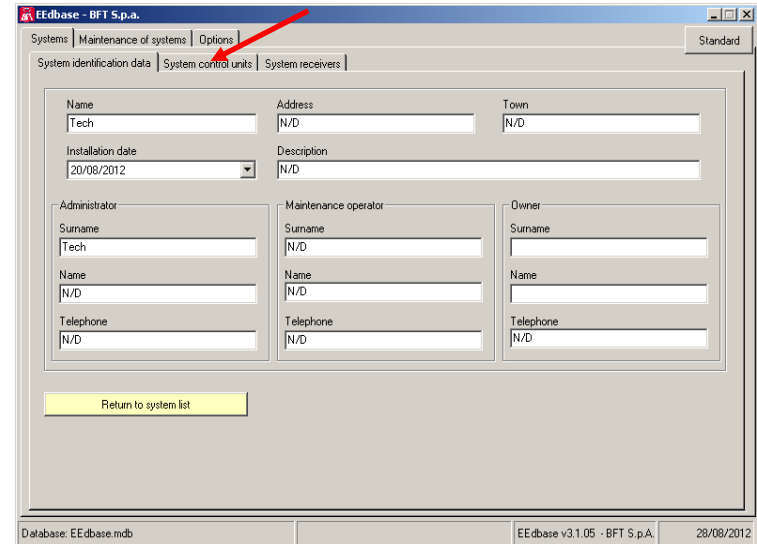 EEdbase - BFT S.p.a.
Systems Maintenance of systems Options Standard
System identification data System control units System receivers
Name Address Town
Tech N/D N/D
Installation date Description
20/08/2012 N/D
Administrator Maintenance operator Owner
Surname Surname Surname
Tech N/D
Name Name Name
N/D N/D
Telephone Telephone Telephone
N/D N/D N/D
Return to system list
Database: EEdbase.mdb EEdbase v3.1.05 - BFT S.p.A. 28/08/2012